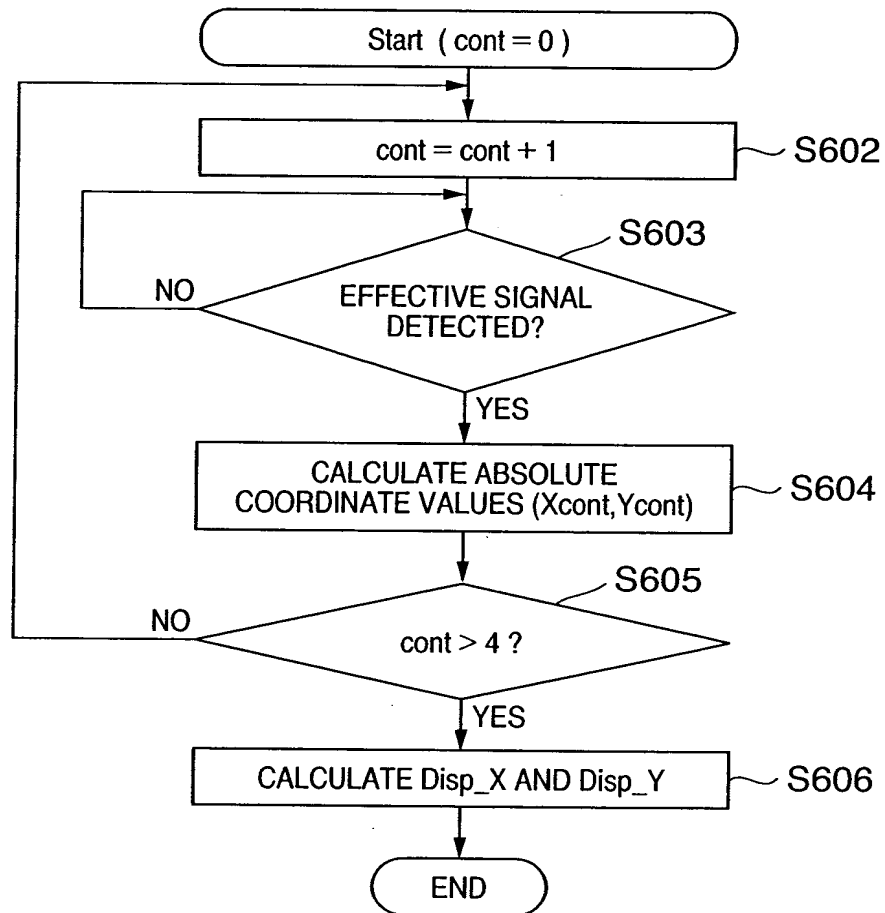 Start ( cont = 0 )
cont = cont + 1
S602
S603
NO
EFFECTIVE SIGNAL
DETECTED?
YES
CALCULATE ABSOLUTE
COORDINATE VALUES (Xcont,Ycont)
S604
S605
NO
cont > 4 ?
YES
CALCULATE Disp_X AND Disp_Y
S606
END